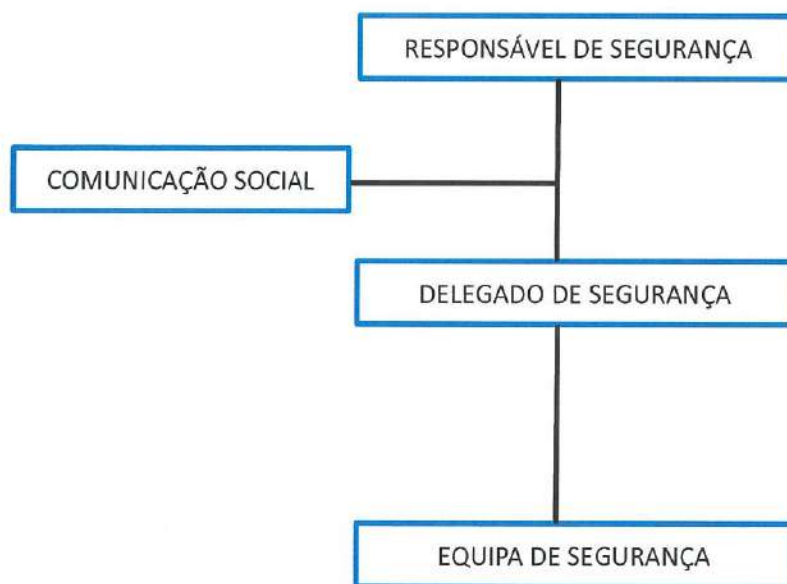 RESPONSÁVEL DE SEGURANÇA
COMUNICAÇÃO SOCIAL
DELEGADO DE SEGURANÇA
EQUIPA DE SEGURANÇA